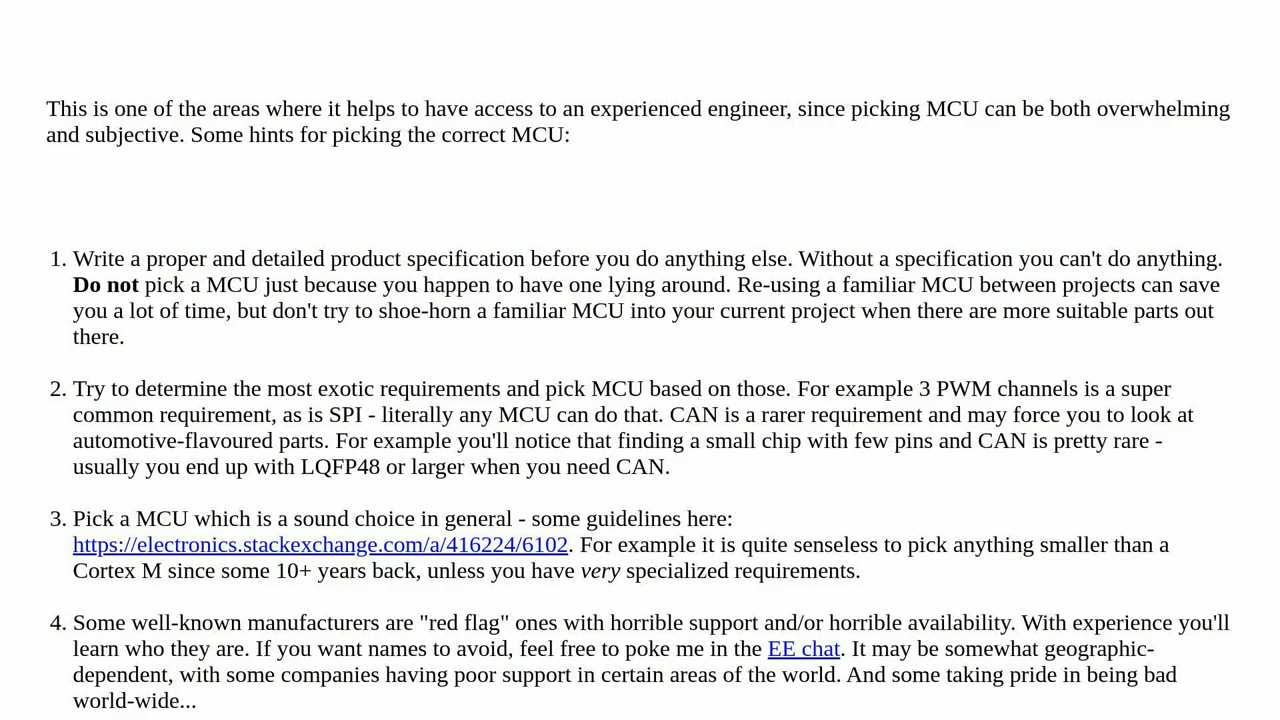 This is one of the areas where it helps to have access to an experienced engineer, since picking MCU can be both overwhelming
and subjective. Some hints for picking the correct MCU:
1. Write a proper and detailed product specification before you do anything else. Without a specification you can't do anything.
Do not pick a MCU just because you happen to have one lying around. Re-using a familiar MCU between projects can save
you a lot of time, but don't try to shoe-horn a familiar MCU into your current project when there are more suitable parts out
there.
2. Try to determine the most exotic requirements and pick MCU based on those. For example 3 PWM channels is a super
common requirement, as is SPI - literally any MCU can do that. CAN is a rarer requirement and may force you to look at
automotive-flavoured parts. For example you'll notice that finding a small chip with few pins and CAN is pretty rare -
usually you end up with LQFP48 or larger when you need CAN.
3. Pick a MCU which is a sound choice in general - some guidelines here:
https://electronics.stackexchange.com/a/416224/6102. For example it is quite senseless to pick anything smaller than a
Cortex M since some 10+ years back, unless you have very specialized requirements.
4. Some well-known manufacturers are "red flag" ones with horrible support and/or horrible availability. With experience you'll
learn who they are. If you want names to avoid, feel free to poke me in the EE chat. It may be somewhat geographic-
dependent, with some companies having poor support in certain areas of the world. And some taking pride in being bad
world-wide...